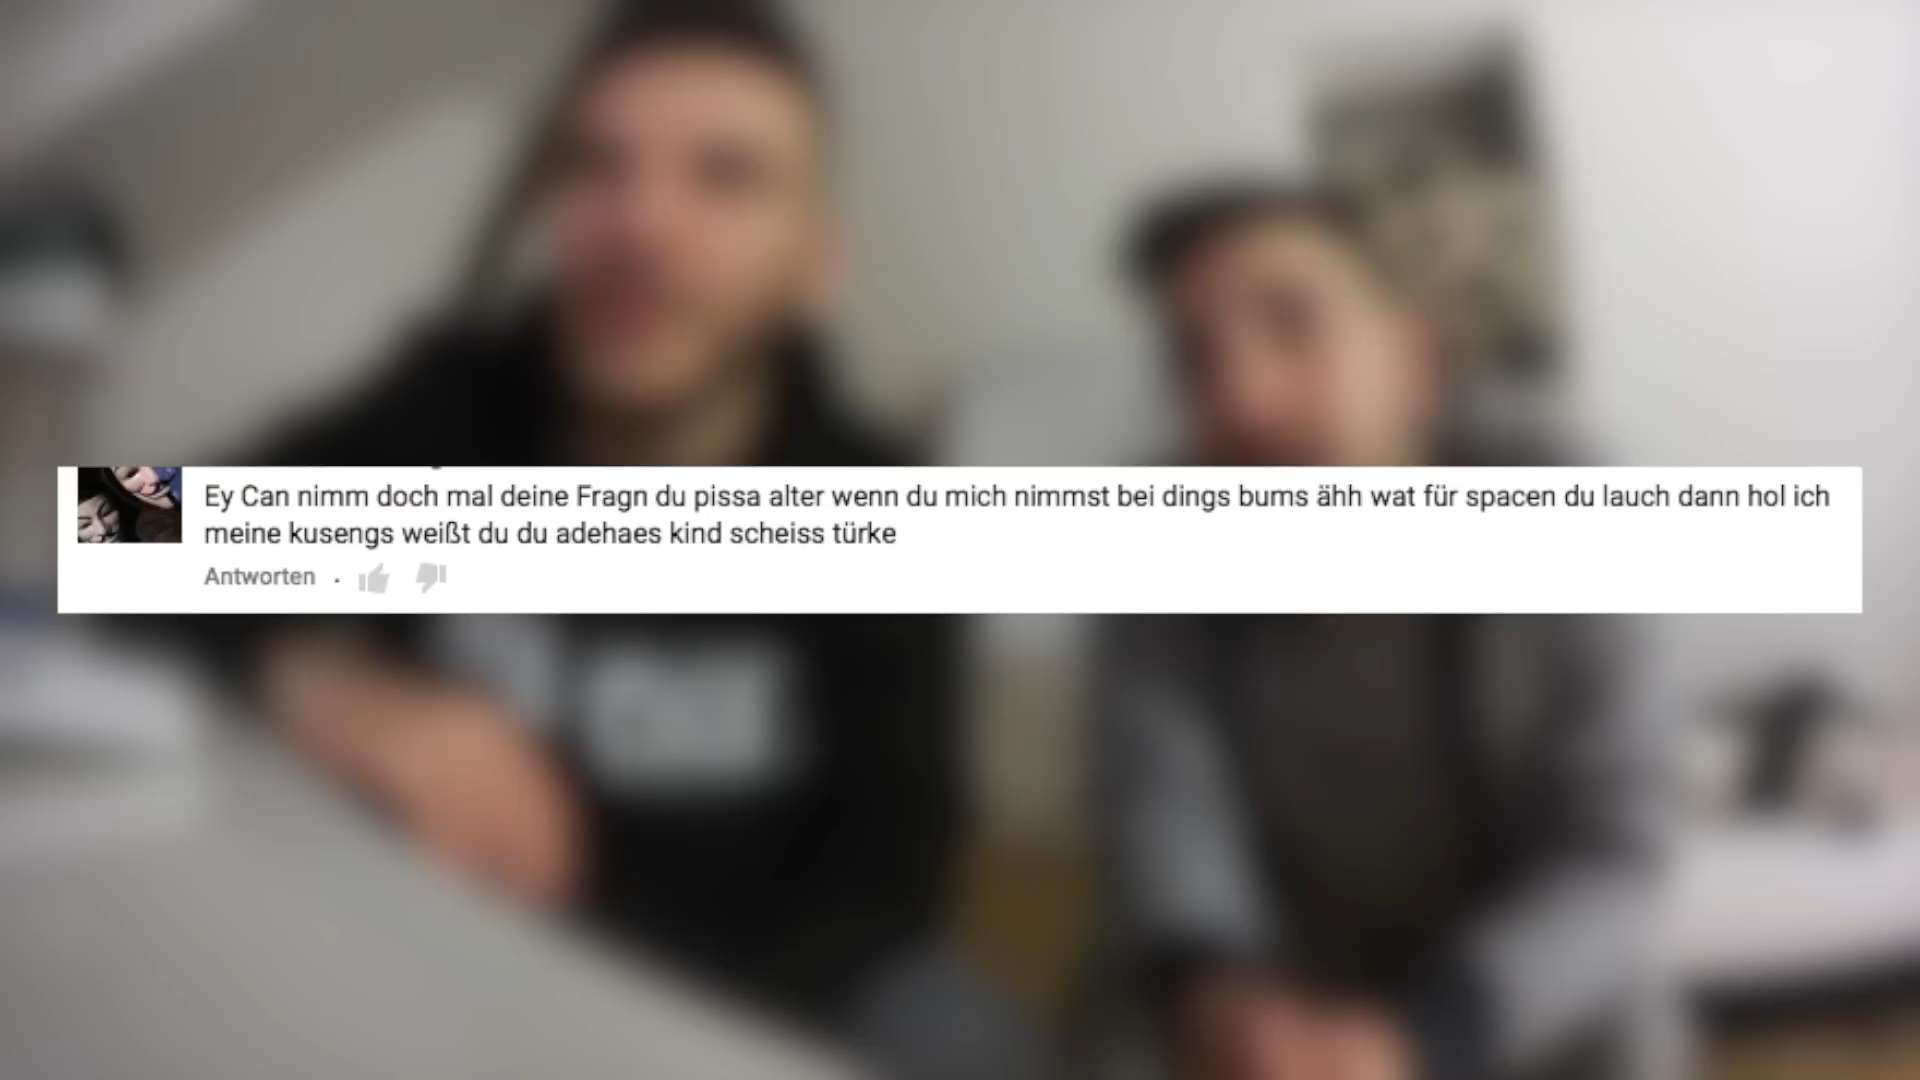 Ey Can nimm doch mal deine Fragn du pissa alter wenn du mich nimmst bei dings bums ähh wat für spacen du lauch dann hol ich
meine kusengs weißt du du adehaes kind scheiss türke
Antworten ·